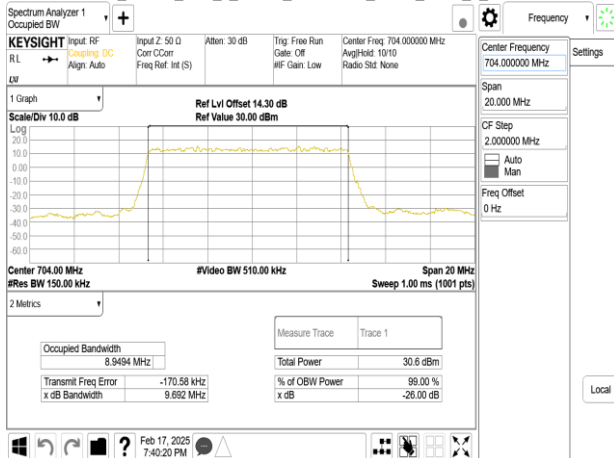 Spectrum Analyzer 1
Occupied BW
Frequency
KEYSIGHT
RL
LXI
Input: RF
Coupling: DC
Align: Auto
Input Z: 50 Ω
Corr CCorr
Freq Ref: Int (S)
Atten: 30 dB
Trig: Free Run
Gate: Off
#IF Gain: Low
Center Freq: 704.000000 MHz
Avg|Hold: 10/10
Radio Std: None
Center Frequency
704.000000 MHz
Settings
Span
20.000 MHz
CF Step
2.000000 MHz
Auto
Man
Freq Offset
0 Hz
Local
1 Graph
Scale/Div 10.0 dB
Ref Lvl Offset 14.30 dB
Ref Value 30.00 dBm
Log
20.0
10.0
0.00
-10.0
-20.0
-30.0
-40.0
-50.0
-60.0
Center 704.00 MHz
#Res BW 150.00 kHz
#Video BW 510.00 kHz
Span 20 MHz
Sweep 1.00 ms (1001 pts)
2 Metrics
Measure Trace Trace 1
Occupied Bandwidth
8.9494 MHz
Total Power 30.6 dBm
Transmit Freq Error -170.58 kHz
% of OBW Power 99.00 %
x dB Bandwidth 9.692 MHz
x dB -26.00 dB
?
Feb 17, 2025
7:40:20 PM